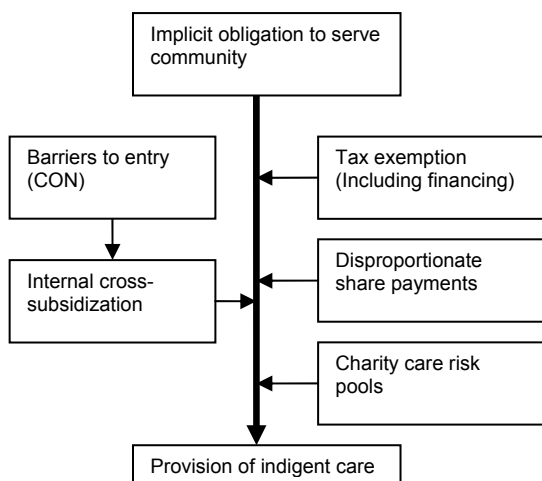 Implicit obligation to serve
community
Barriers to entry
(CON)
Tax exemption
(Including financing)
Internal cross-
subsidization
Disproportionate
share payments
Charity care risk
pools
Provision of indigent care